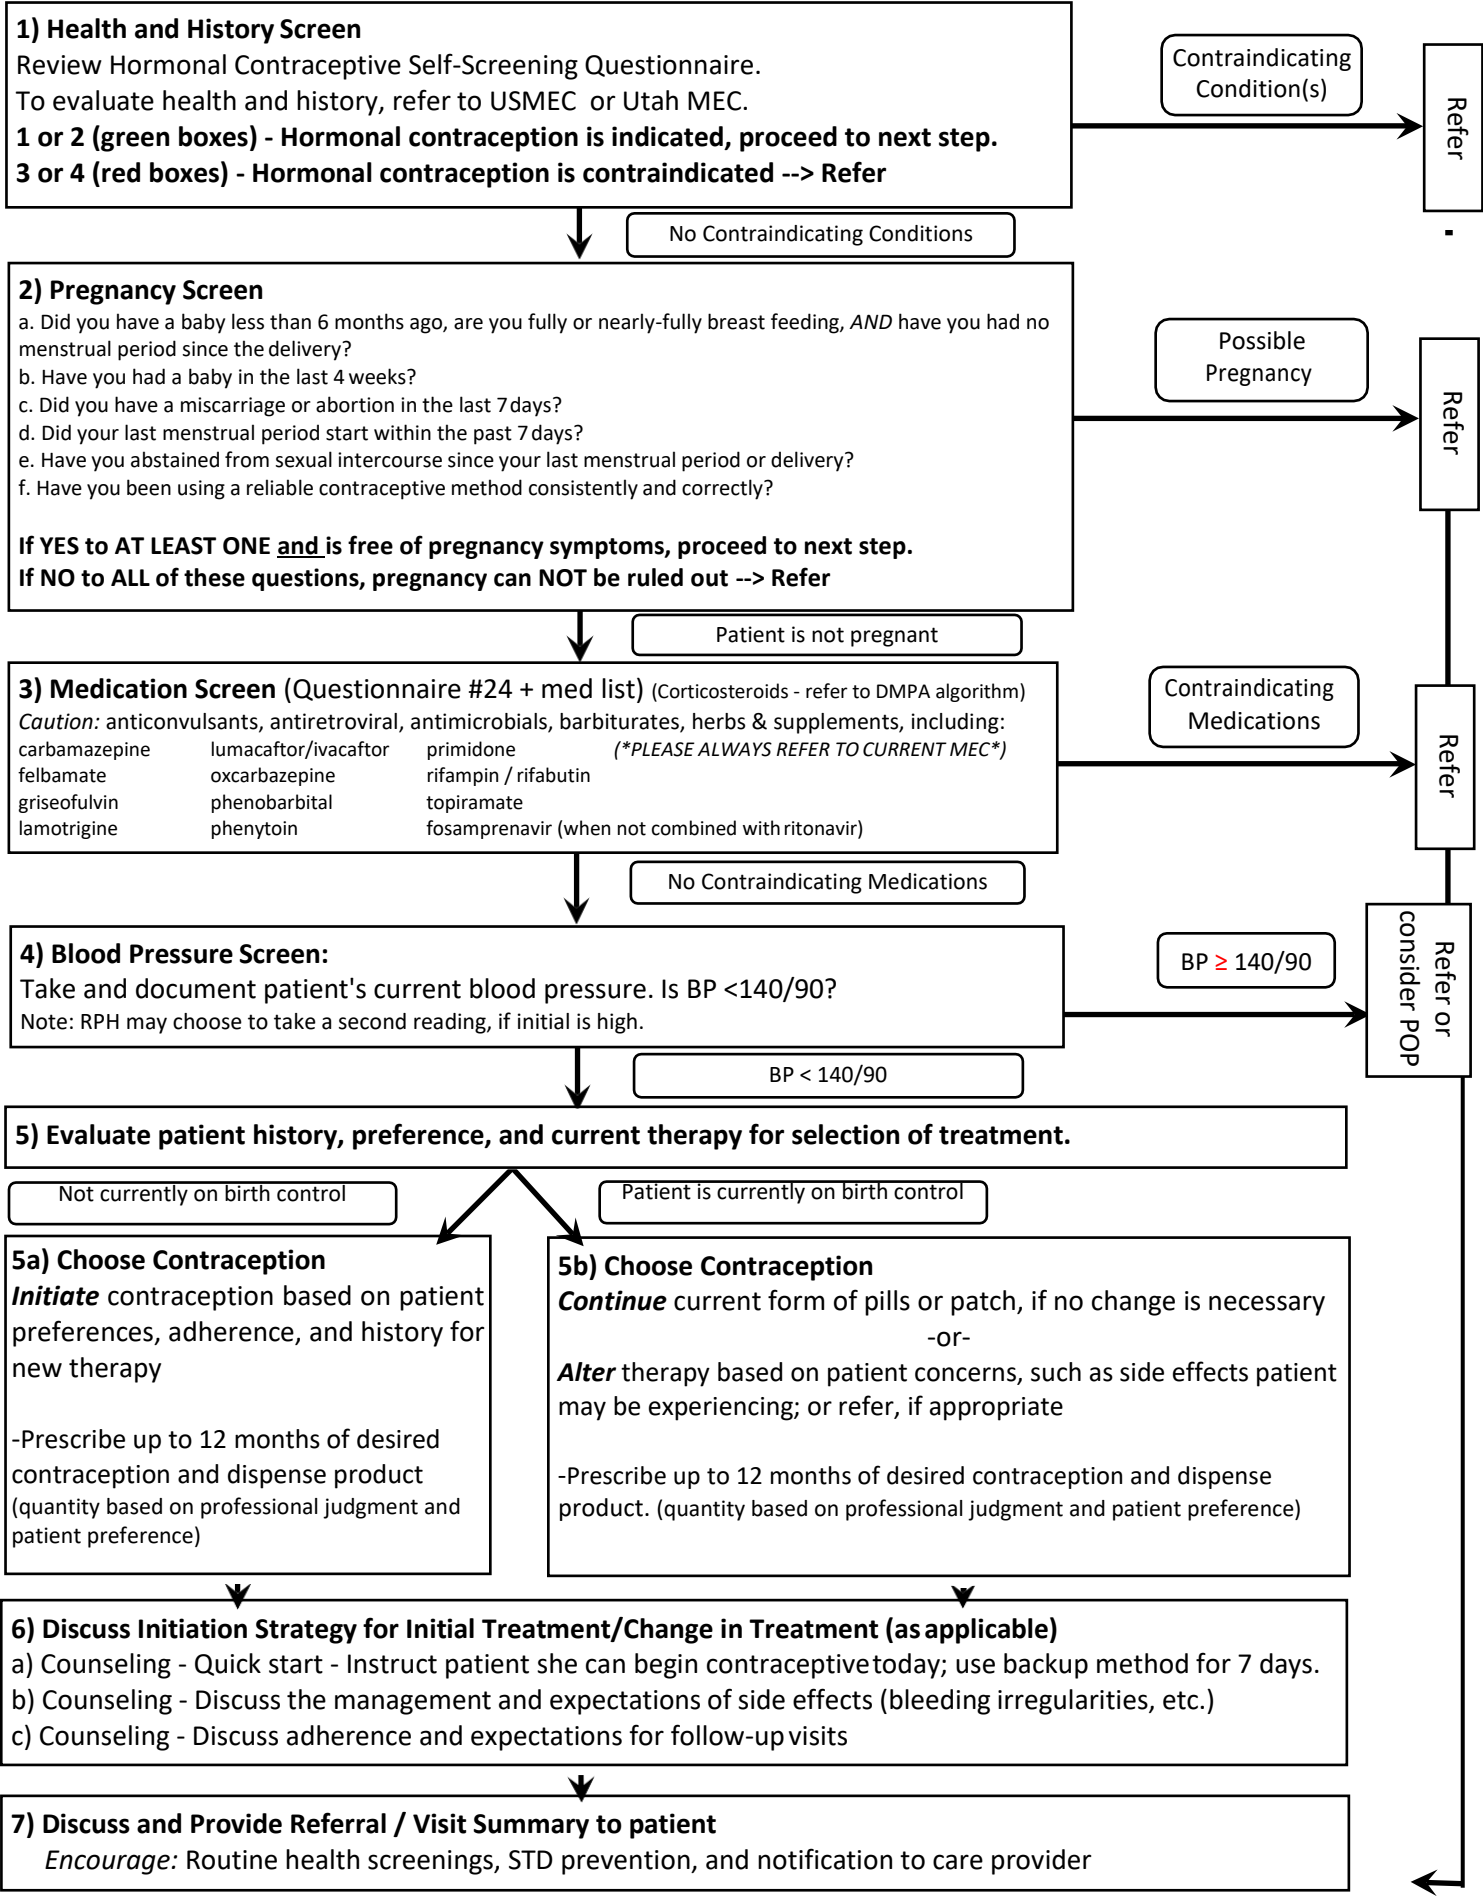 1) Health and History Screen
Review Hormonal Contraceptive Self-Screening Questionnaire.
To evaluate health and history, refer to USMEC or Utah MEC.
1 or 2 (green boxes) - Hormonal contraception is indicated, proceed to next step.
3 or 4 (red boxes) - Hormonal contraception is contraindicated --> Refer
Contraindicating
Condition(s)
Refer
No Contraindicating Conditions
2) Pregnancy Screen
a. Did you have a baby less than 6 months ago, are you fully or nearly-fully breast feeding, AND have you had no
menstrual period since the delivery?
b. Have you had a baby in the last 4 weeks?
c. Did you have a miscarriage or abortion in the last 7 days?
d. Did your last menstrual period start within the past 7 days?
e. Have you abstained from sexual intercourse since your last menstrual period or delivery?
f. Have you been using a reliable contraceptive method consistently and correctly?
If YES to AT LEAST ONE and is free of pregnancy symptoms, proceed to next step.
If NO to ALL of these questions, pregnancy can NOT be ruled out --> Refer
Possible
Pregnancy
Refer
Patient is not pregnant
3) Medication Screen (Questionnaire #24 + med list) (Corticosteroids - refer to DMPA algorithm)
Caution: anticonvulsants, antiretroviral, antimicrobials, barbiturates, herbs & supplements, including:
carbamazepine lumacaftor/ivacaftor primidone (*PLEASE ALWAYS REFER TO CURRENT MEC*)
felbamate oxcarbazepine rifampin / rifabutin
griseofulvin phenobarbital topiramate
lamotrigine phenytoin fosamprenavir (when not combined with ritonavir)
Contraindicating
Medications
Refer
No Contraindicating Medications
4) Blood Pressure Screen:
Take and document patient's current blood pressure. Is BP <140/90?
Note: RPH may choose to take a second reading, if initial is high.
BP ≥ 140/90
Refer or
consider POP
BP < 140/90
5) Evaluate patient history, preference, and current therapy for selection of treatment.
Not currently on birth control
Patient is currently on birth control
5a) Choose Contraception
Initiate contraception based on patient
preferences, adherence, and history for
new therapy
-Prescribe up to 12 months of desired
contraception and dispense product
(quantity based on professional judgment and
patient preference)
5b) Choose Contraception
Continue current form of pills or patch, if no change is necessary
-or-
Alter therapy based on patient concerns, such as side effects patient
may be experiencing; or refer, if appropriate
-Prescribe up to 12 months of desired contraception and dispense
product. (quantity based on professional judgment and patient preference)
6) Discuss Initiation Strategy for Initial Treatment/Change in Treatment (as applicable)
a) Counseling - Quick start - Instruct patient she can begin contraceptive today; use backup method for 7 days.
b) Counseling - Discuss the management and expectations of side effects (bleeding irregularities, etc.)
c) Counseling - Discuss adherence and expectations for follow-up visits
7) Discuss and Provide Referral / Visit Summary to patient
Encourage: Routine health screenings, STD prevention, and notification to care provider